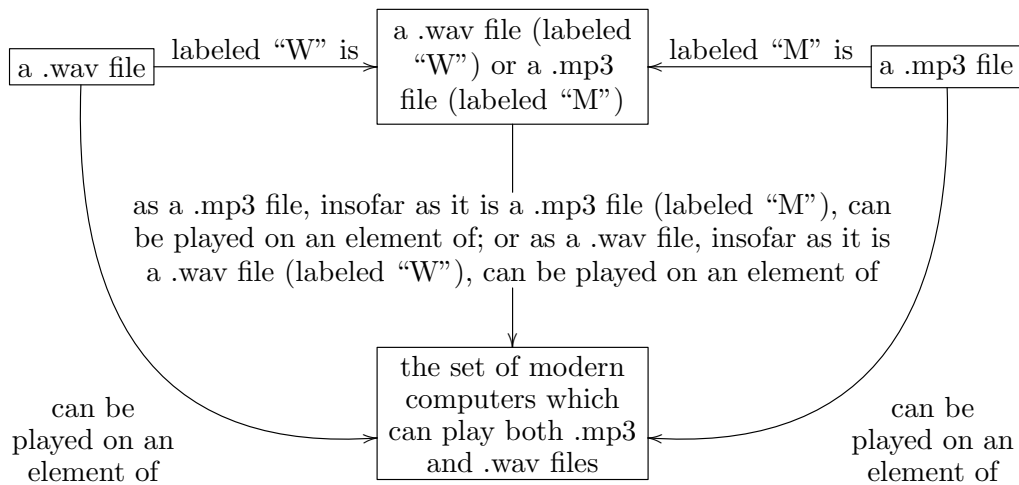 a .wav file
labeled “W” is
a .wav file (labeled
“W”) or a .mp3
file (labeled “M”)
labeled “M” is
a .mp3 file
as a .mp3 file, insofar as it is a .mp3 file (labeled “M”), can
be played on an element of; or as a .wav file, insofar as it is
a .wav file (labeled “W”), can be played on an element of
can be
played on an
element of
the set of modern
computers which
can play both .mp3
and .wav files
can be
played on an
element of